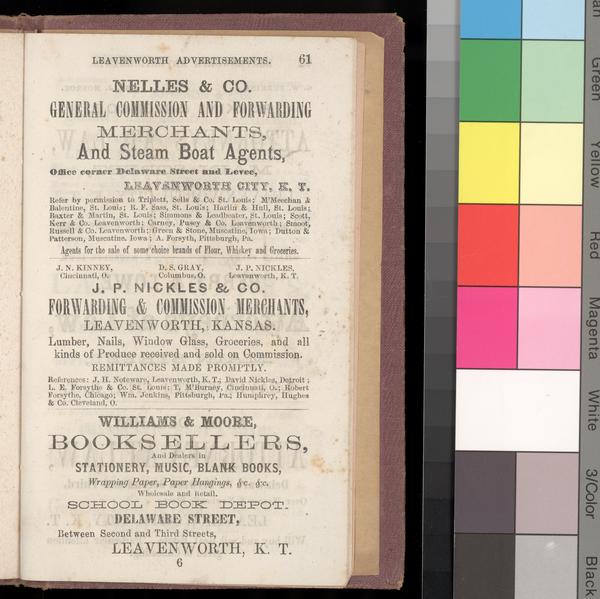 LEAVENWORTH ADVERTISEMENTS. 61
NELLES & CO.
GENERAL COMMISSION AND FORWARDING
MERCHANTS,
And Steam Boat Agents,
Office corner Delaware Street and Levee,
LEAVENWORTH CITY, K. T.
Refer by permission to Triplett, Sells & Co. St. Louis; M'Meechan &
Balentine, St. Louis; R. F. Sass, St. Louis; Harlin & Hull, St. Louis;
Baxter & Martin, St. Louis; Simmons & Leadbeater, St. Louis; Scott,
Kerr & Co. Leavenworth; Carney, Pusey & Co. Leavenworth; Smoot,
Russell & Co. Leavenworth; Green & Stone, Muscatine, Iowa; Dutton &
Patterson, Muscatine, Iowa; A. Forsyth, Pittsburgh, Pa.
Agents for the sale of some choice brands of Flour, Whiskey and Groceries.
J. N. KINNEY, D. S. GRAY, J. P. NICKLES,
Cincinnati, O. Columbus, O. Leavenworth, K. T.
J. P. NICKLES & CO.
FORWARDING & COMMISSION MERCHANTS,
LEAVENWORTH, KANSAS.
Lumber, Nails, Window Glass, Groceries, and all
kinds of Produce received and sold on Commission.
REMITTANCES MADE PROMPTLY.
References: J. H. Noteware, Leavenworth, K. T.; David Nickles, Detroit;
L. E. Forsythe & Co. St. Louis; T. M'Burney, Cincinnati, O.; Robert
Forsythe, Chicago; Wm. Jenkins, Pittsburgh, Pa.; Humphrey, Hughes
& Co. Cleveland, O.
WILLIAMS & MOORE,
BOOKSELLERS,
And Dealers in
STATIONERY, MUSIC, BLANK BOOKS,
Wrapping Paper, Paper Hangings, &c. &c.
Wholesale and Retail.
SCHOOL BOOK DEPOT.
DELAWARE STREET,
Between Second and Third Streets,
LEAVENWORTH, K. T.
6
Green
Yellow
Red
Magenta
White
3/Color
Black